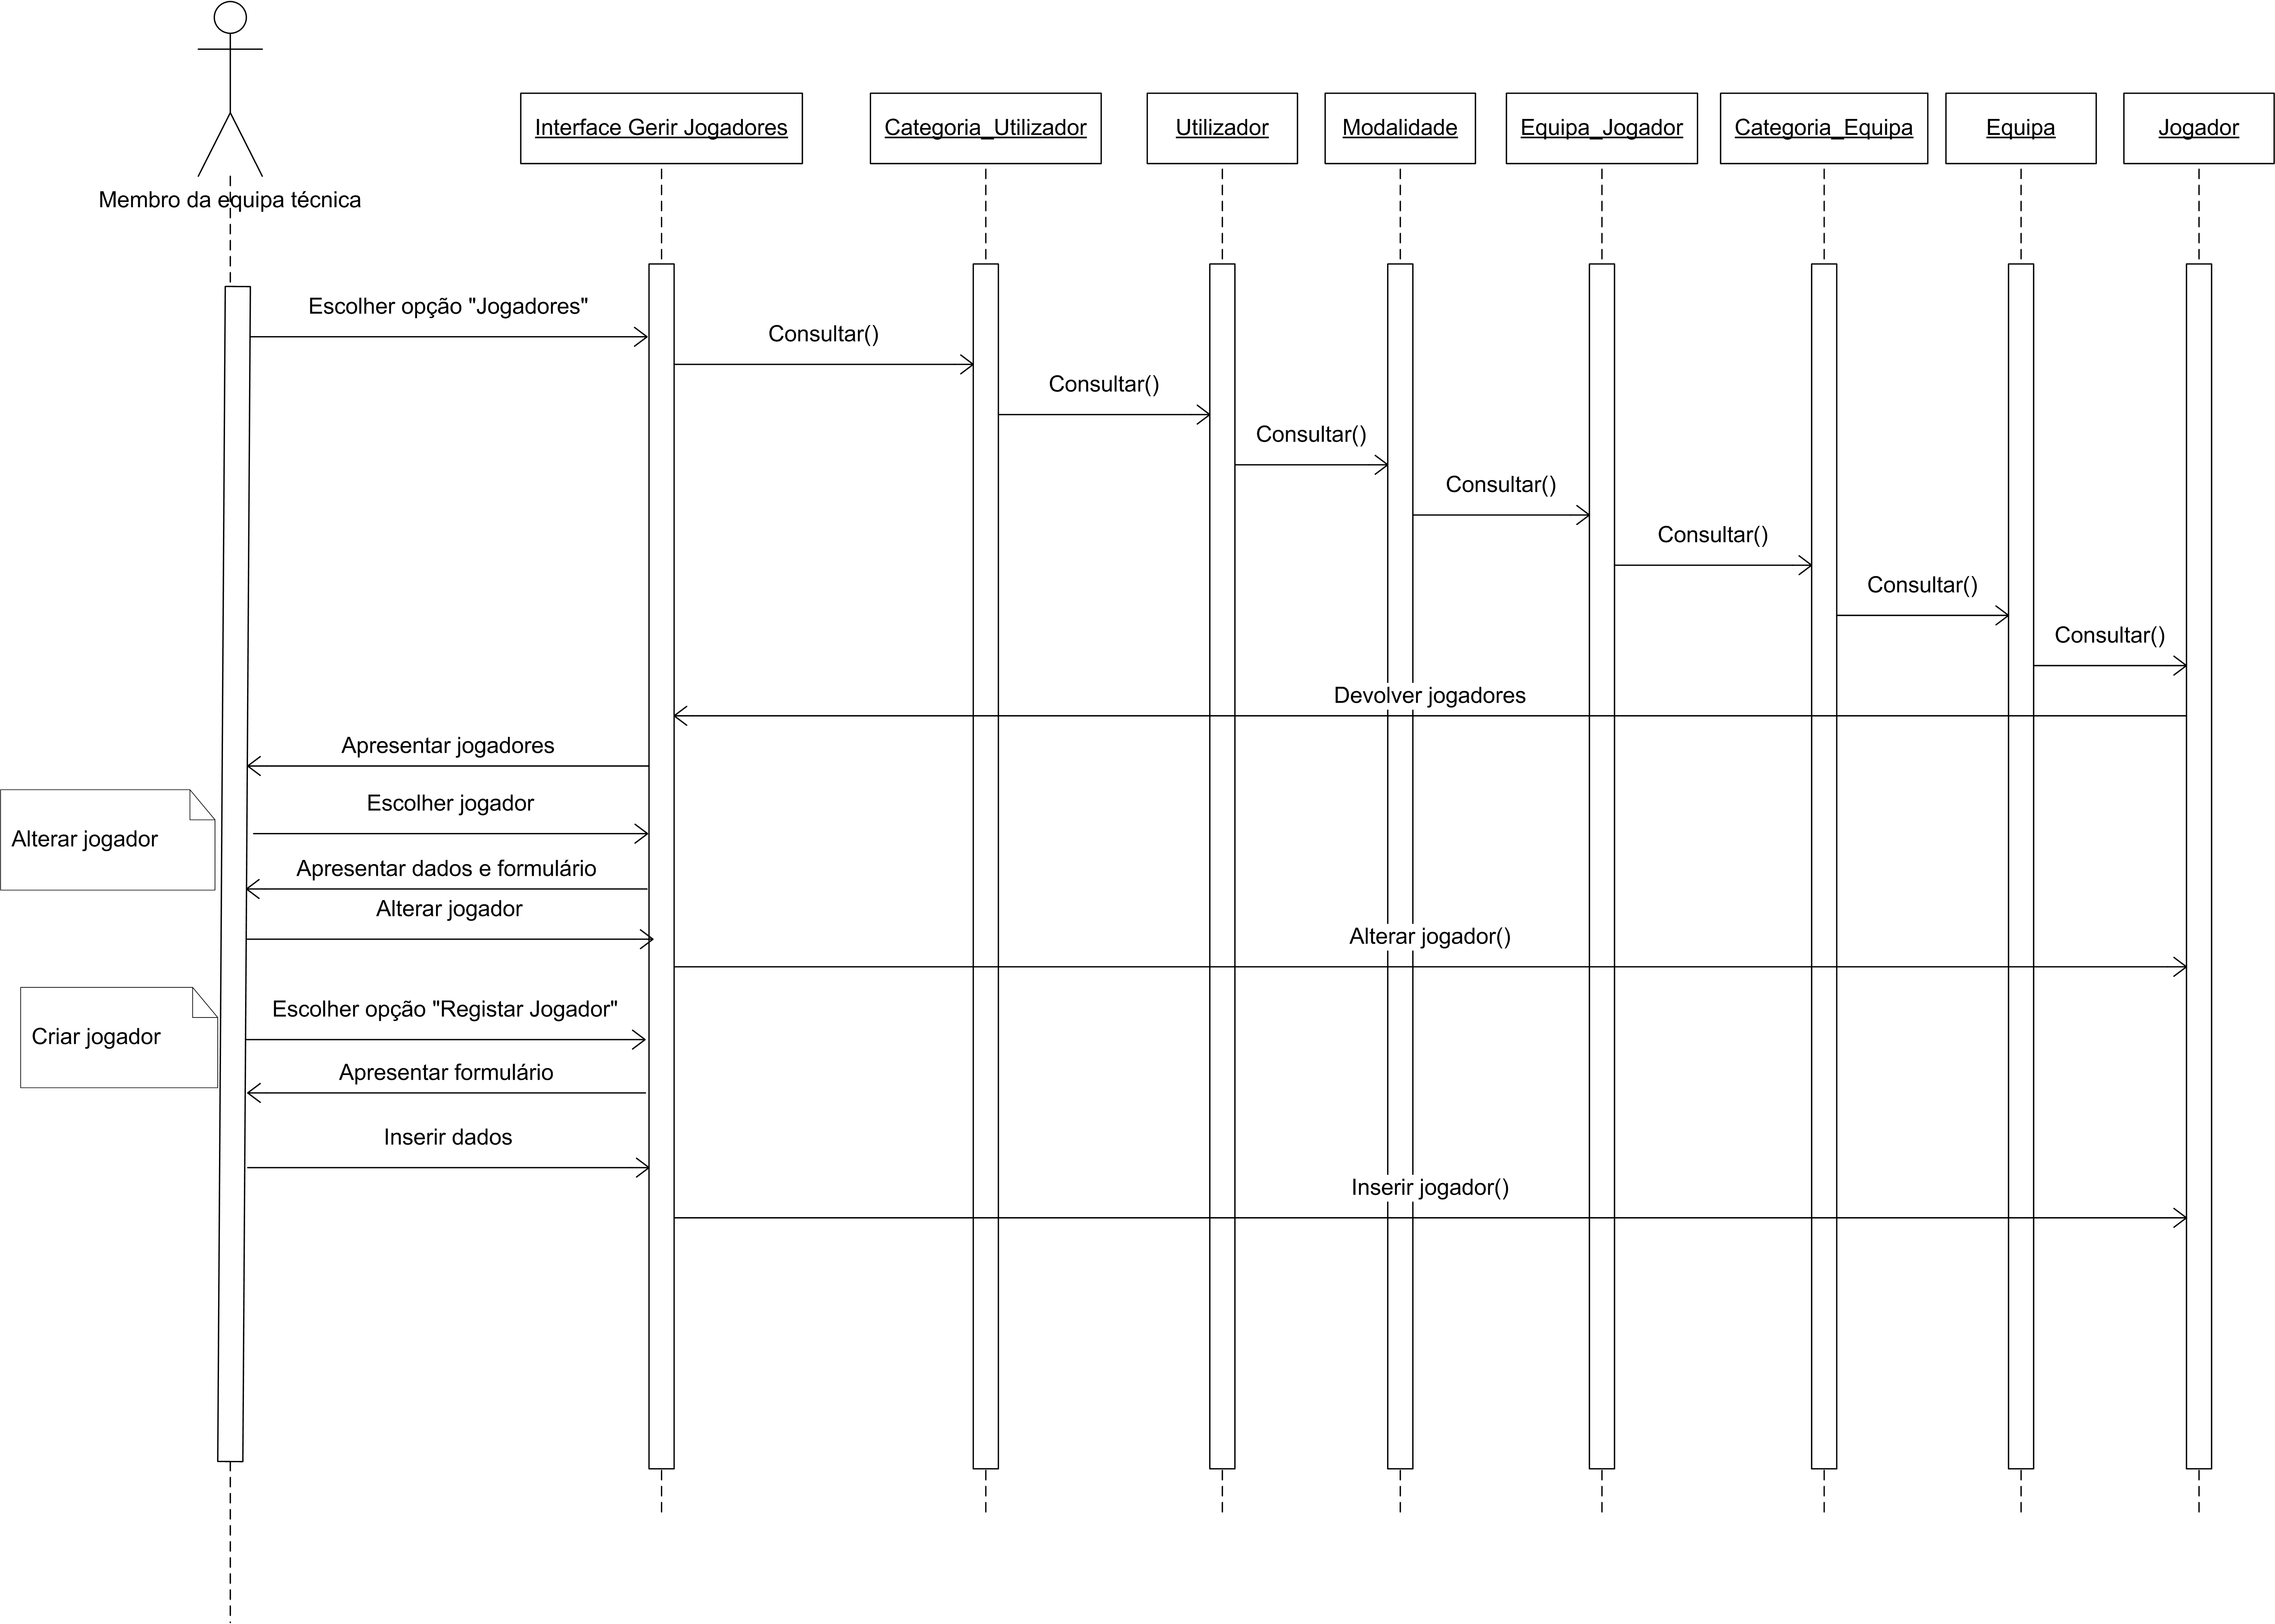 Interface Gerir Jogadores
Categoria_Utilizador
Utilizador
Modalidade
Equipa_Jogador
Categoria_Equipa
Equipa
Jogador
Membro da equipa técnica
Escolher opção "Jogadores"
Consultar()
Consultar()
Consultar()
Consultar()
Consultar()
Consultar()
Consultar()
Devolver jogadores
Apresentar jogadores
Escolher jogador
Alterar jogador
Apresentar dados e formulário
Alterar jogador
Alterar jogador()
Escolher opção "Registar Jogador"
Criar jogador
Apresentar formulário
Inserir dados
Inserir jogador()